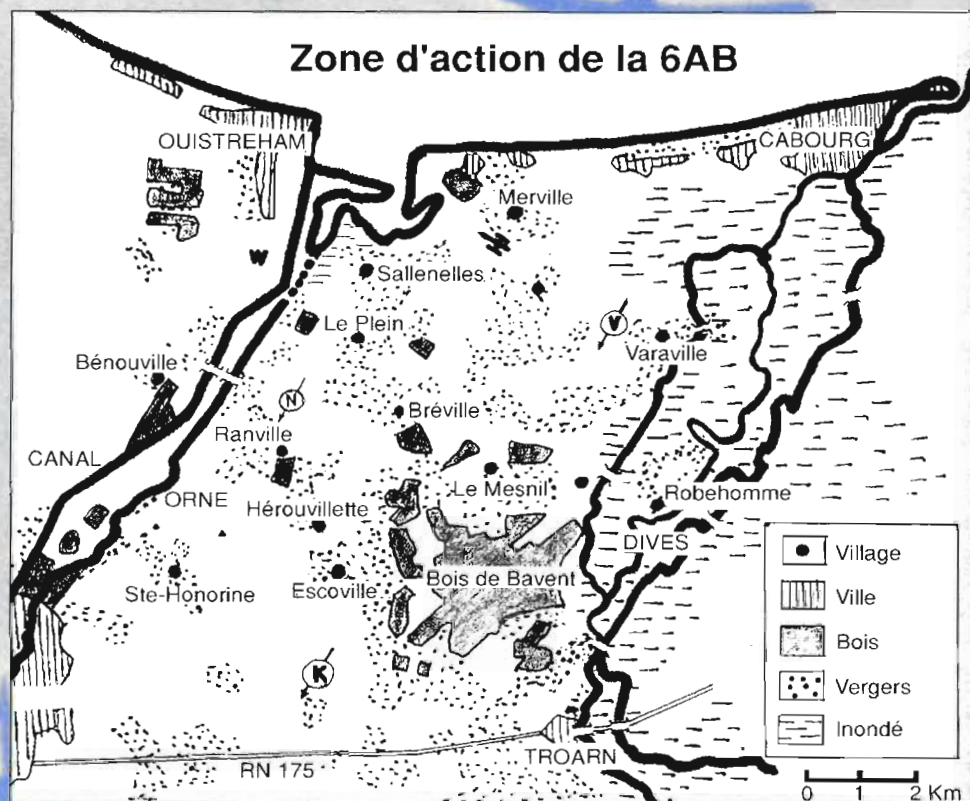 Zone d'action de la 6AB
OUISTREHAM
CABOURG
Merville
W
Sallenelles
Le Plein
V
Varaville
Bénouville
N
Bréville
Ranville
CANAL
Le Mesnil
ORNE
Robehomme
Hérouvillette
DIVES
Bois de Bavent
Ste-Honorine
Escoville
K
TROARN
RN 175
Village
Ville
Bois
Vergers
Inondé
0 1 2 Km